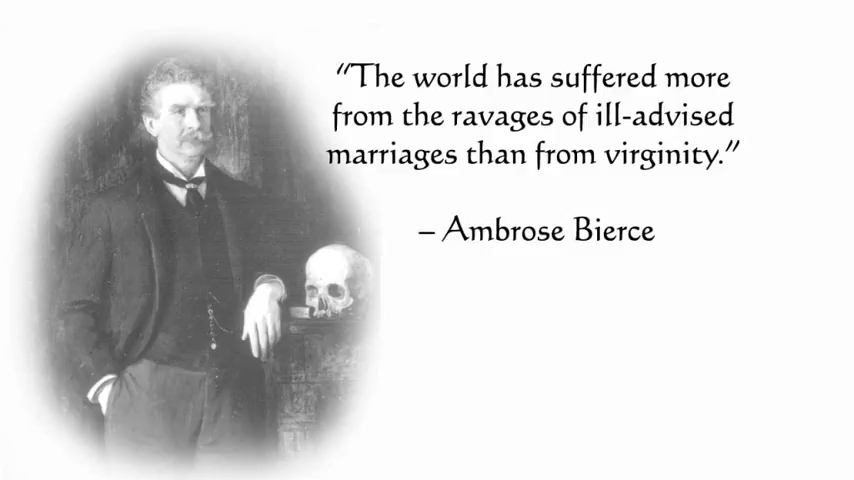 “The world has suffered more
from the ravages of ill-advised
marriages than from virginity.”
– Ambrose Bierce